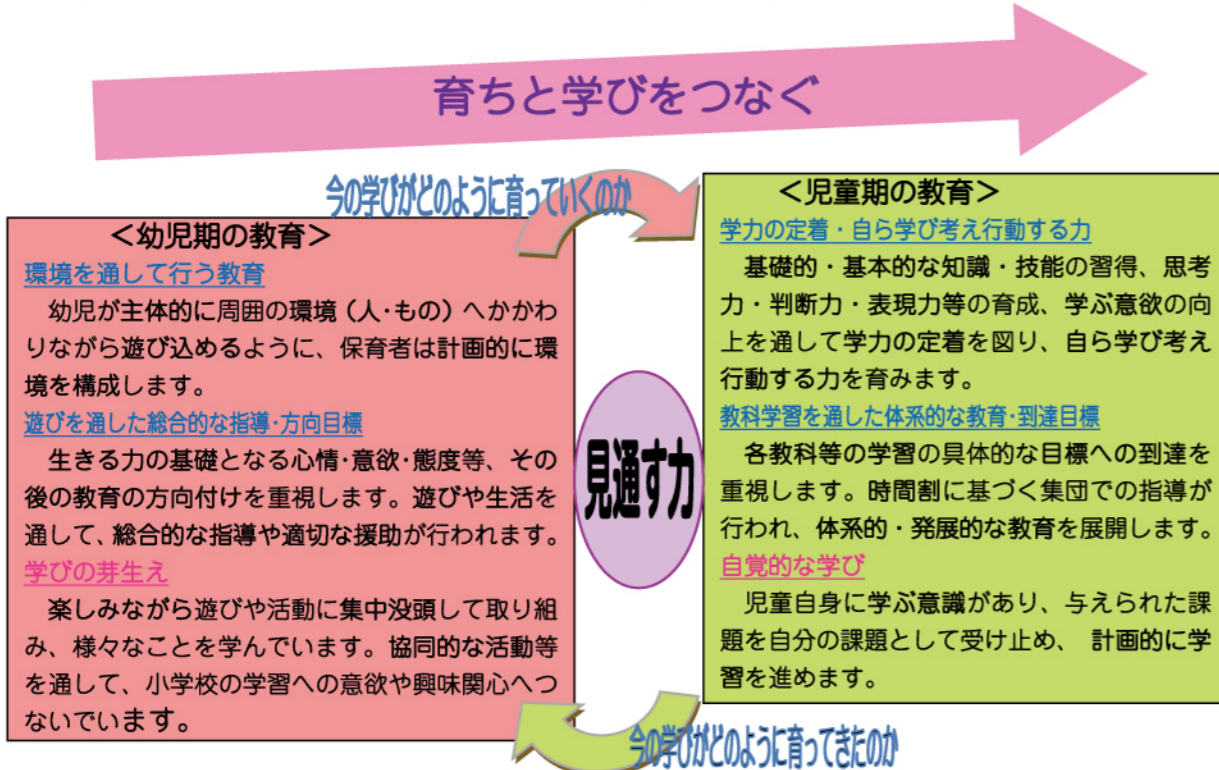 育ちと学びをつなぐ
今の学びがどのように育っていくのか
＜幼児期の教育＞
環境を通して行う教育
　幼児が主体的に周囲の環境（人・もの）へかかわ
りながら遊び込めるように、保育者は計画的に環
境を構成します。
遊びを通した総合的な指導・方向目標
　生きる力の基礎となる心情・意欲・態度等、その
後の教育の方向付けを重視します。遊びや生活を
通して、総合的な指導や適切な援助が行われます。
学びの芽生え
　楽しみながら遊びや活動に集中没頭して取り組
み、様々なことを学んでいます。協同的な活動等
を通して、小学校の学習への意欲や興味関心へつ
ないでいます。
見通す力
＜児童期の教育＞
学力の定着・自ら学び考え行動する力
　基礎的・基本的な知識・技能の習得、思考
力・判断力・表現力等の育成、学ぶ意欲の向
上を通して学力の定着を図り、自ら学び考え
行動する力を育みます。
教科学習を通した体系的な教育・到達目標
　各教科等の学習の具体的な目標への到達を
重視します。時間割に基づく集団での指導が
行われ、体系的・発展的な教育を展開します。
自覚的な学び
　児童自身に学ぶ意識があり、与えられた課
題を自分の課題として受け止め、　計画的に学
習を進めます。
今の学びがどのように育ってきたのか